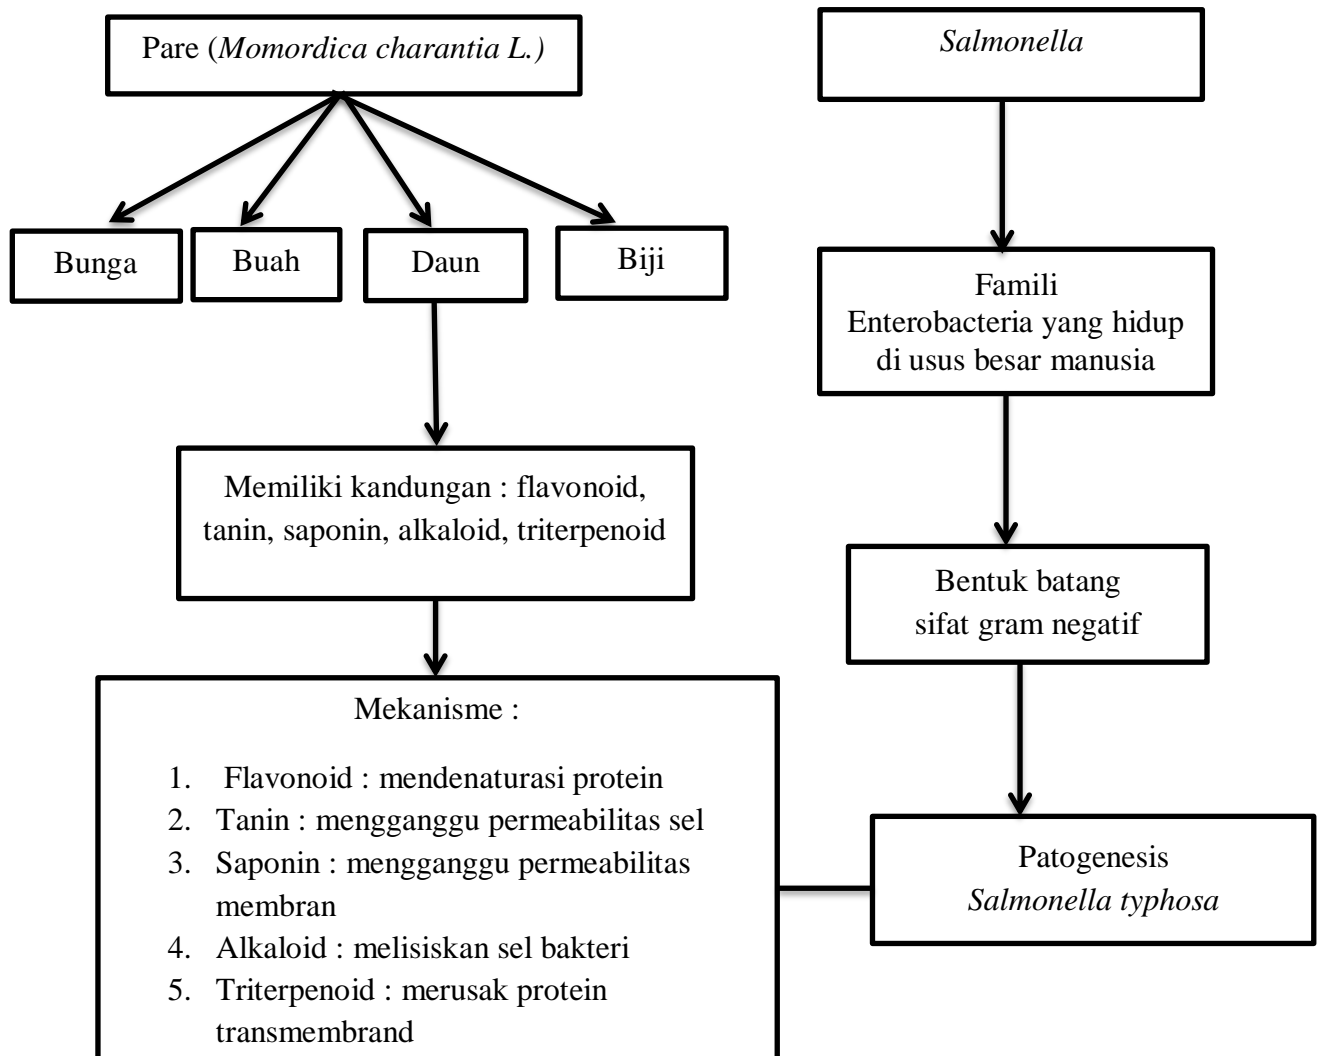 Pare (Momordica charantia L.)
Salmonella
Bunga
Buah
Daun
Biji
Famili
Enterobacteria yang hidup
di usus besar manusia
Memiliki kandungan : flavonoid,
tanin, saponin, alkaloid, triterpenoid
Bentuk batang
sifat gram negatif
Mekanisme :
1. Flavonoid : mendenaturasi protein
2. Tanin : mengganggu permeabilitas sel
3. Saponin : mengganggu permeabilitas
membran
4. Alkaloid : melisiskan sel bakteri
5. Triterpenoid : merusak protein
transmembrand
Patogenesis
Salmonella typhosa